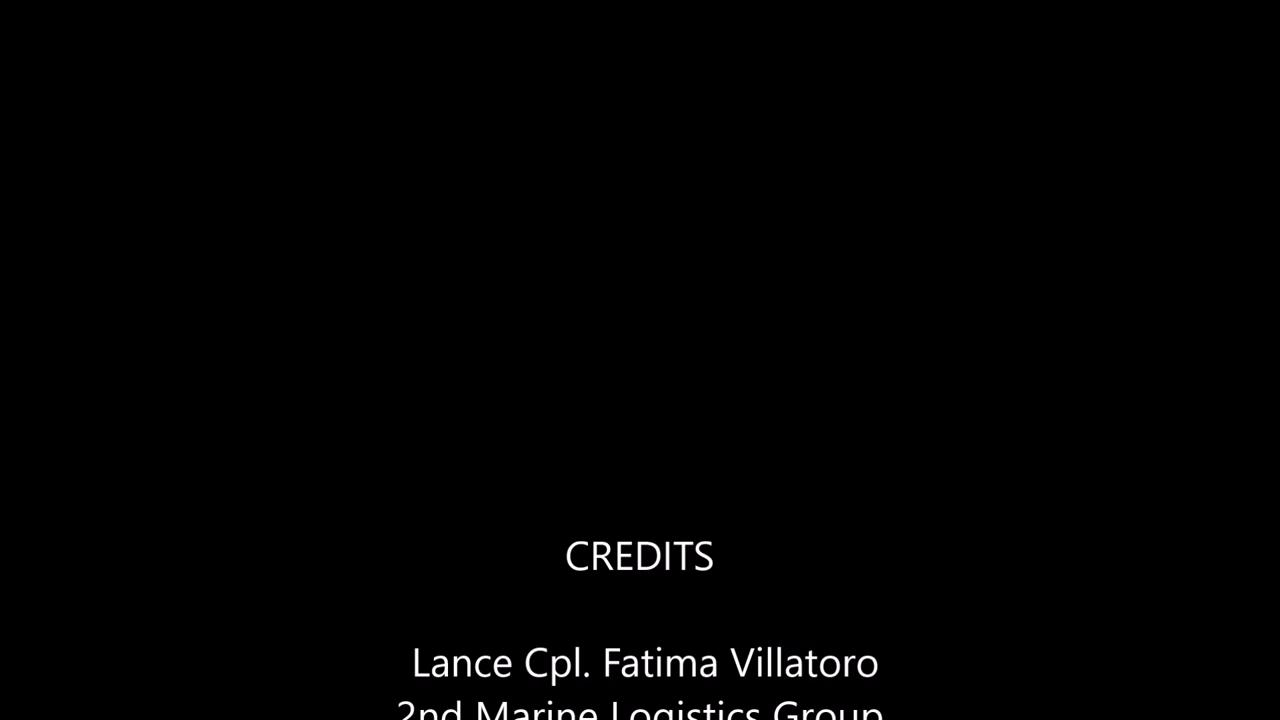 CREDITS
Lance Cpl. Fatima Villatoro
2nd Marine Logistics Group